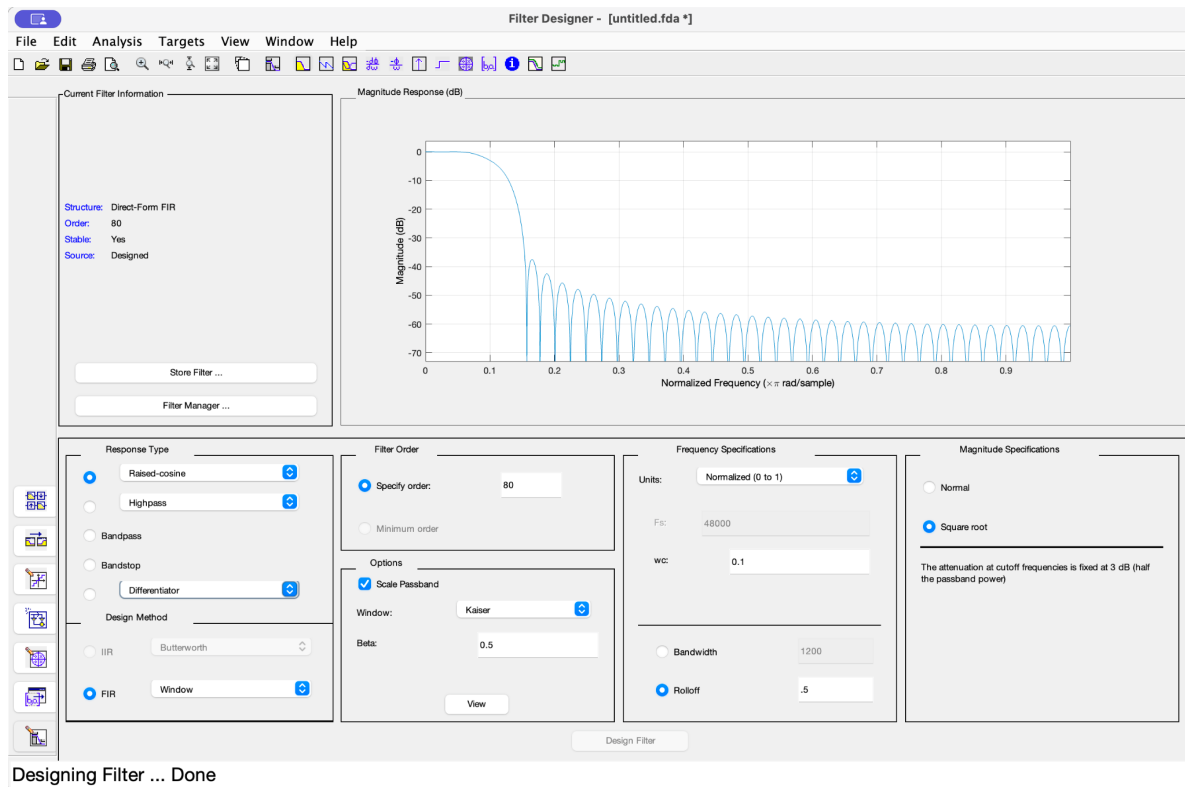 Filter Designer - [untitled.fda *]
File Edit Analysis Targets View Window Help
Current Filter Information
Structure: Direct-Form FIR
Order: 80
Stable: Yes
Source: Designed
Store Filter ...
Filter Manager ...
Magnitude Response (dB)
Magnitude (dB)
0
-10
-20
-30
-40
-50
-60
-70
0 0.1 0.2 0.3 0.4 0.5 0.6 0.7 0.8 0.9
Normalized Frequency (×π rad/sample)
Response Type
Raised-cosine
Highpass
Bandpass
Bandstop
Differentiator
Design Method
IIR Butterworth
FIR Window
Filter Order
Specify order: 80
Minimum order
Options
Scale Passband
Window: Kaiser
Beta: 0.5
View
Frequency Specifications
Units: Normalized (0 to 1)
Fs: 48000
wc: 0.1
Bandwidth 1200
Rolloff .5
Magnitude Specifications
Normal
Square root
The attenuation at cutoff frequencies is fixed at 3 dB (half
the passband power)
Design Filter
Designing Filter ... Done